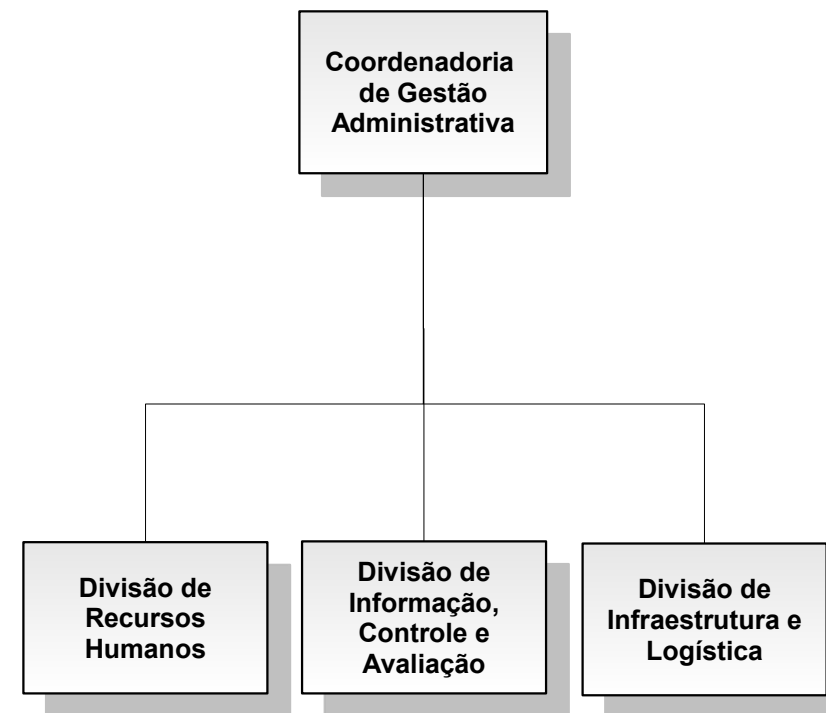 Coordenadoria
de Gestão
Administrativa
Divisão de
Recursos
Humanos
Divisão de
Informação,
Controle e
Avaliação
Divisão de
Infraestrutura e
Logística